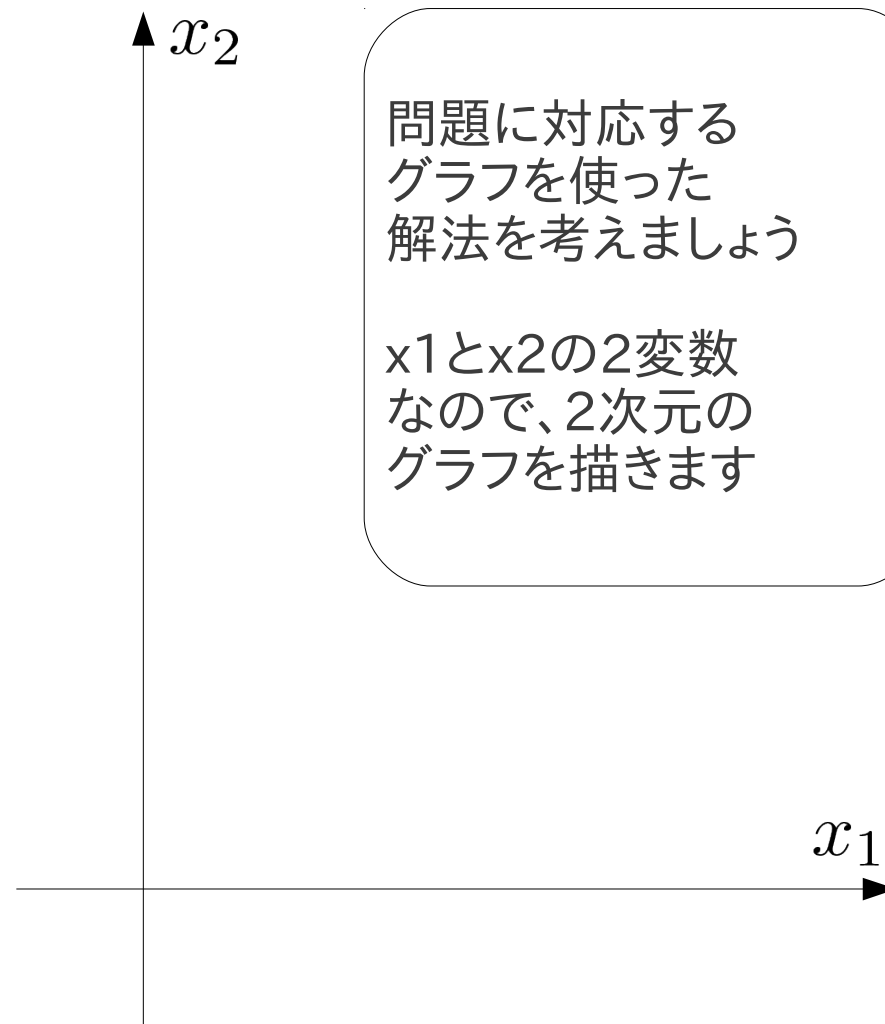 x₂
問題に対応する
グラフを使った
解法を考えましょう
x1とx2の2変数
なので、2次元の
グラフを描きます
x₁